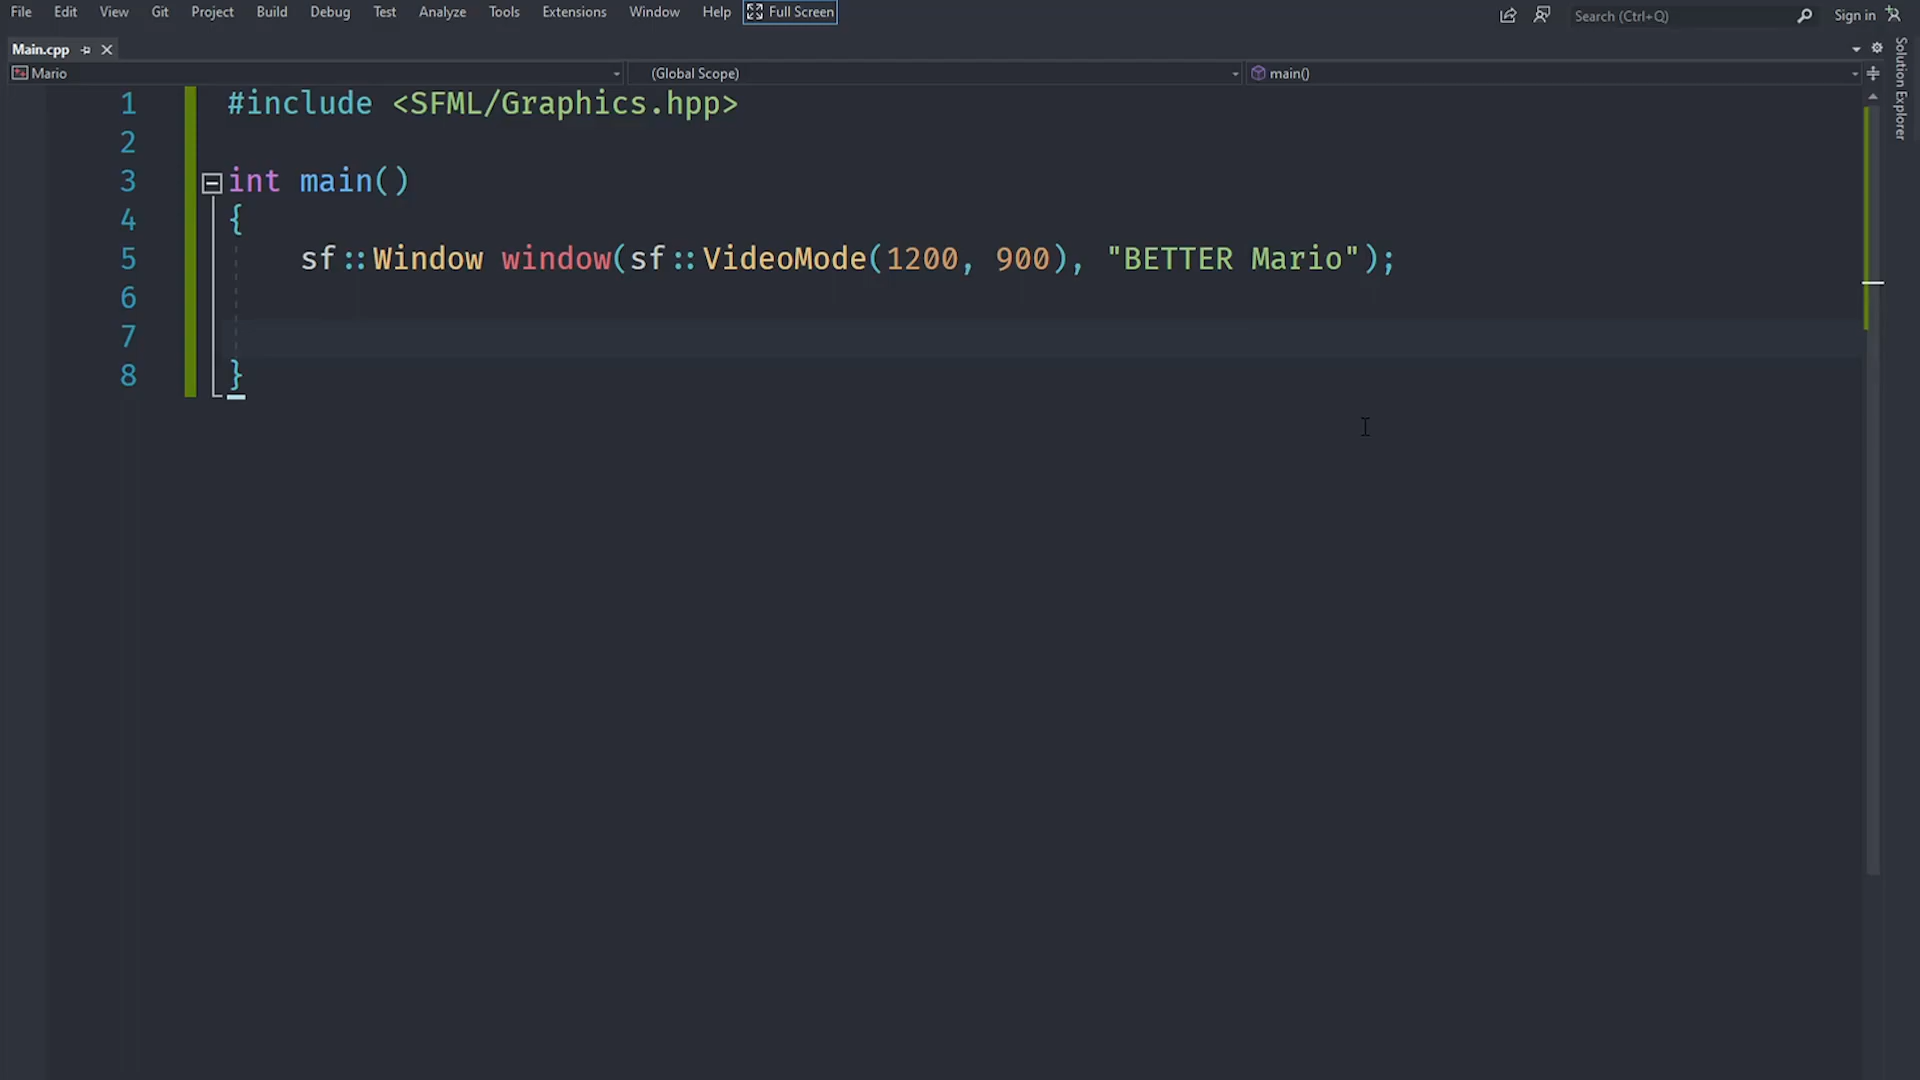 File Edit View Git Project Build Debug Test Analyze Tools Extensions Window Help Full Screen Search (Ctrl+Q) Sign in
Main.cpp
Mario (Global Scope) main()
Solution Explorer
1 #include <SFML/Graphics.hpp>
2
3 int main()
4 {
5 sf::Window window(sf::VideoMode(1200, 900), "BETTER Mario");
6
7
8 }